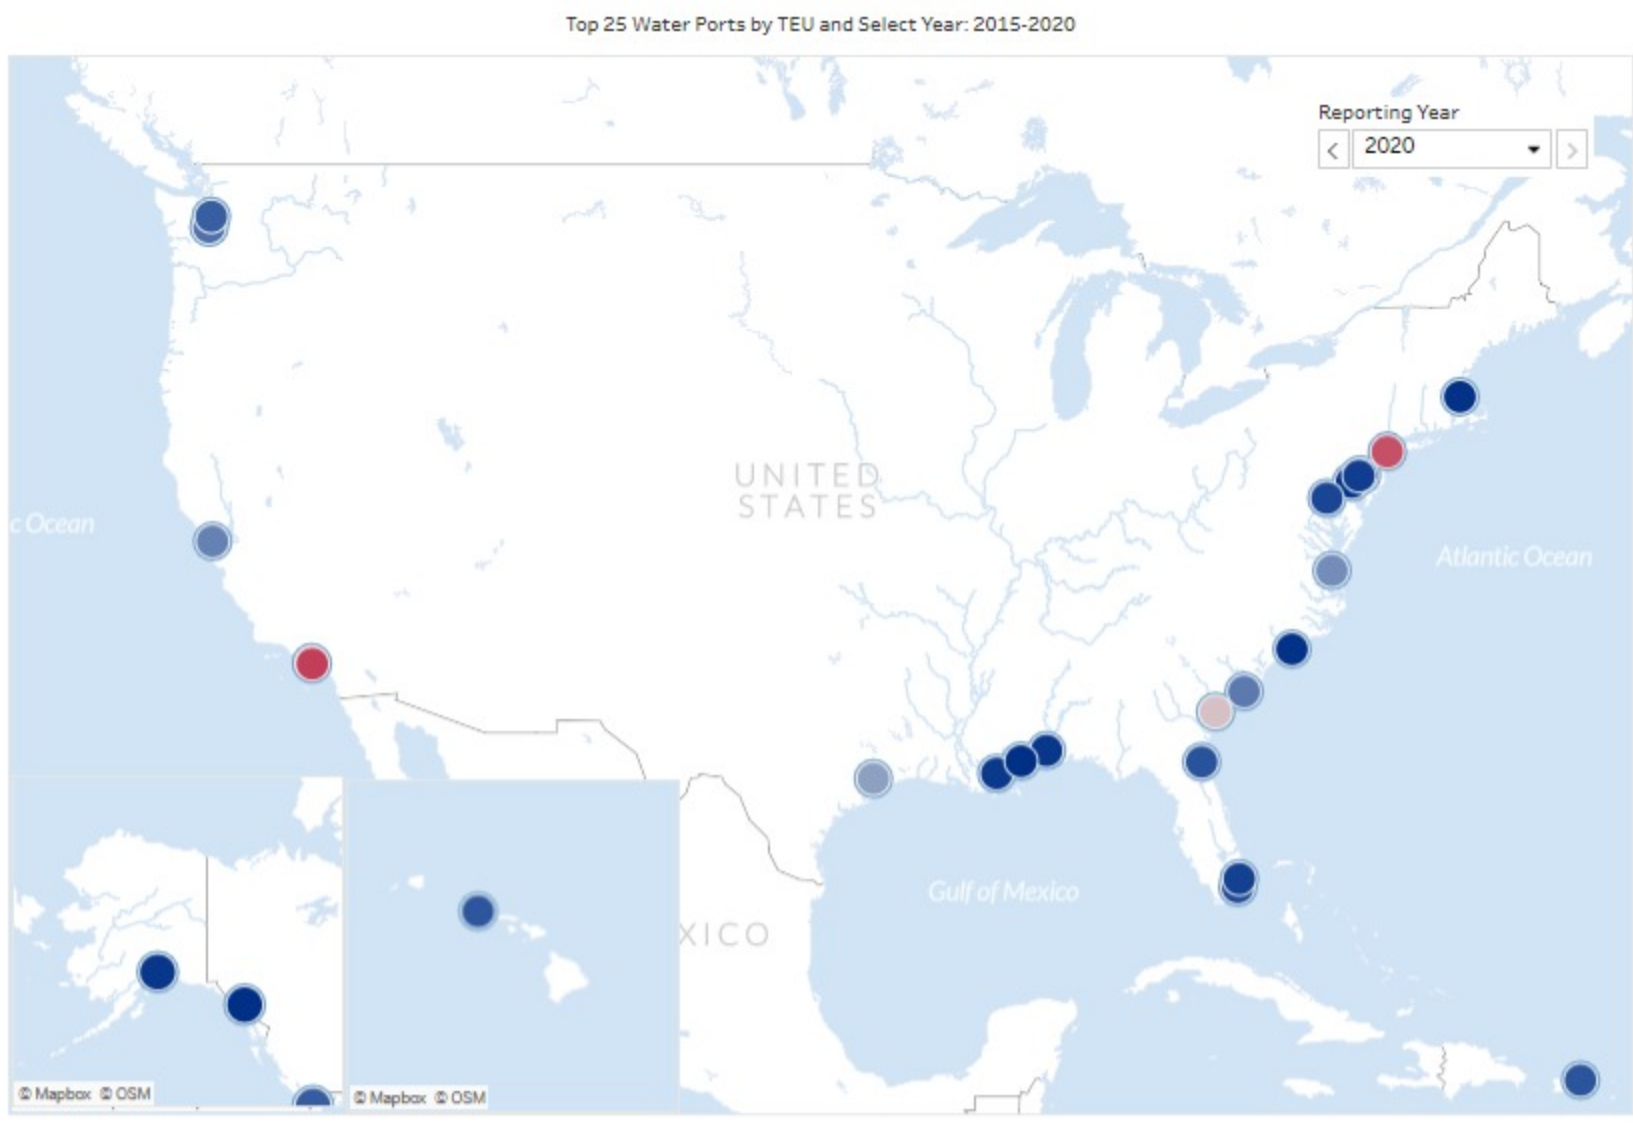 Top 25 Water Ports by TEU and Select Year: 2015-2020
Reporting Year
2020
UNITED
STATES
c Ocean
Atlantic Ocean
Gulf of Mexico
XICO
© Mapbox © OSM
© Mapbox © OSM